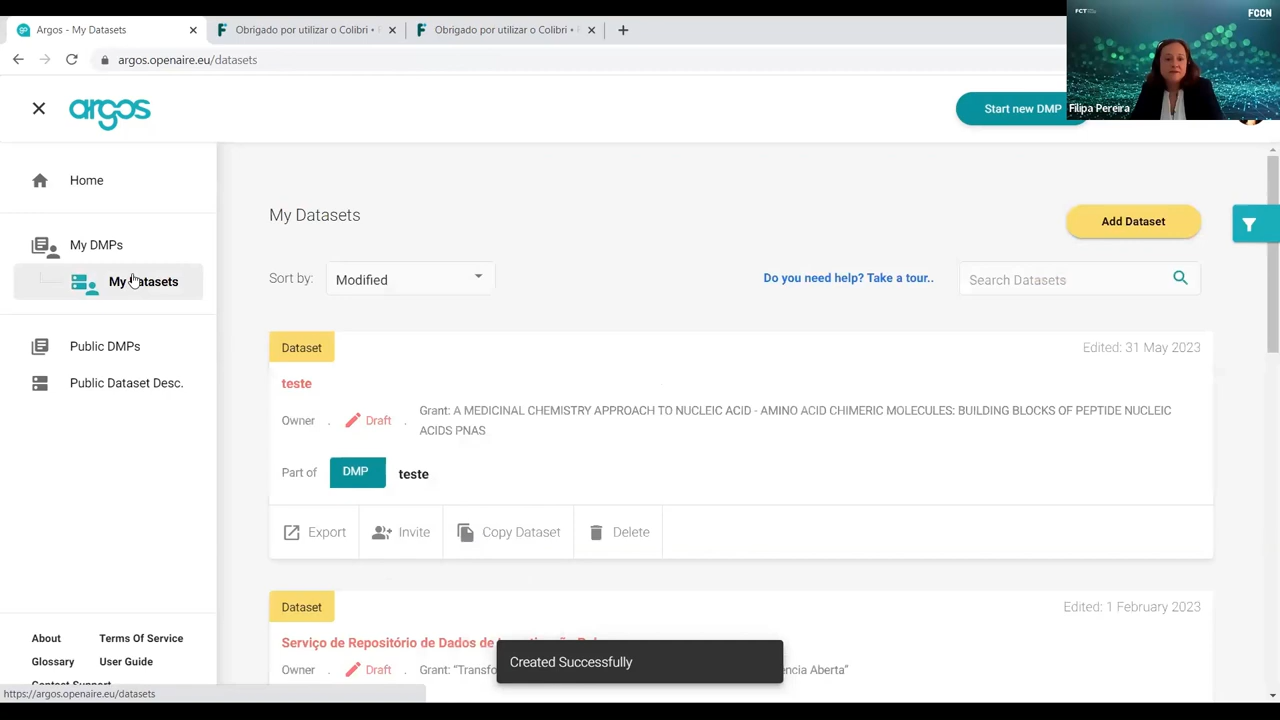 Argos - My Datasets
Obrigado por utilizar o Colibri •
Obrigado por utilizar o Colibri •
argos.openaire.eu/datasets
FCT
FCCN
Filipa Pereira
argos
Start new DMP
Home
My DMPs
My Datasets
Public DMPs
Public Dataset Desc.
My Datasets
Add Dataset
Sort by:
Modified
Do you need help? Take a tour..
Search Datasets
Dataset
Edited: 31 May 2023
teste
Owner . Draft . Grant: A MEDICINAL CHEMISTRY APPROACH TO NUCLEIC ACID - AMINO ACID CHIMERIC MOLECULES: BUILDING BLOCKS OF PEPTIDE NUCLEIC
ACIDS PNAS
Part of DMP teste
Export Invite Copy Dataset Delete
Dataset
Edited: 1 February 2023
Serviço de Repositório de Dados de
Owner . Draft . Grant: “Transfo
encia Aberta”
Created Successfully
About Terms Of Service
Glossary User Guide
Contact Support
https://argos.openaire.eu/datasets